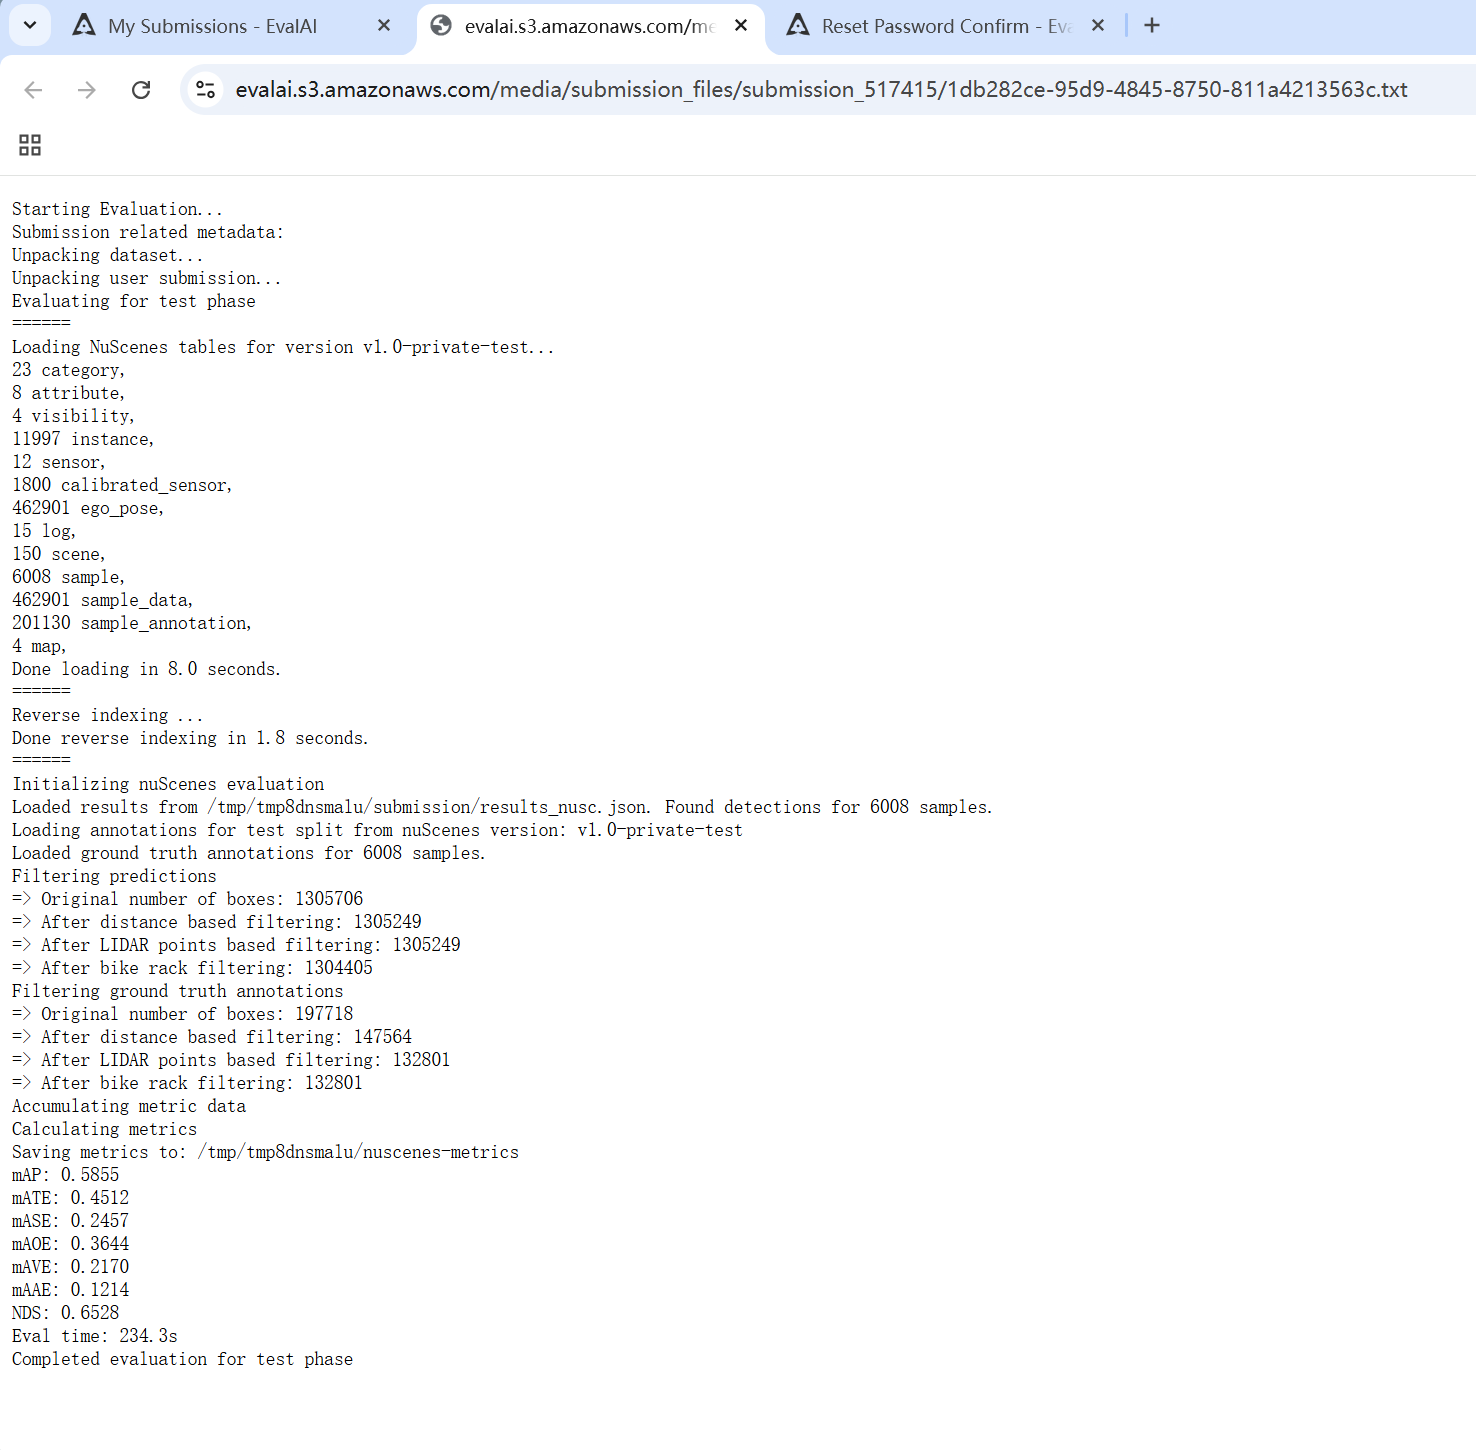 My Submissions - EvalAI
evalai.s3.amazonaws.com/me
Reset Password Confirm - Eva
evalai.s3.amazonaws.com/media/submission_files/submission_517415/1db282ce-95d9-4845-8750-811a4213563c.txt
Starting Evaluation...
Submission related metadata:
Unpacking dataset...
Unpacking user submission...
Evaluating for test phase
======
Loading NuScenes tables for version v1.0-private-test...
23 category,
8 attribute,
4 visibility,
11997 instance,
12 sensor,
1800 calibrated_sensor,
462901 ego_pose,
15 log,
150 scene,
6008 sample,
462901 sample_data,
201130 sample_annotation,
4 map,
Done loading in 8.0 seconds.
======
Reverse indexing ...
Done reverse indexing in 1.8 seconds.
======
Initializing nuScenes evaluation
Loaded results from /tmp/tmp8dnsmalu/submission/results_nusc.json. Found detections for 6008 samples.
Loading annotations for test split from nuScenes version: v1.0-private-test
Loaded ground truth annotations for 6008 samples.
Filtering predictions
=> Original number of boxes: 1305706
=> After distance based filtering: 1305249
=> After LIDAR points based filtering: 1305249
=> After bike rack filtering: 1304405
Filtering ground truth annotations
=> Original number of boxes: 197718
=> After distance based filtering: 147564
=> After LIDAR points based filtering: 132801
=> After bike rack filtering: 132801
Accumulating metric data
Calculating metrics
Saving metrics to: /tmp/tmp8dnsmalu/nuscenes-metrics
mAP: 0.5855
mATE: 0.4512
mASE: 0.2457
mAOE: 0.3644
mAVE: 0.2170
mAAE: 0.1214
NDS: 0.6528
Eval time: 234.3s
Completed evaluation for test phase